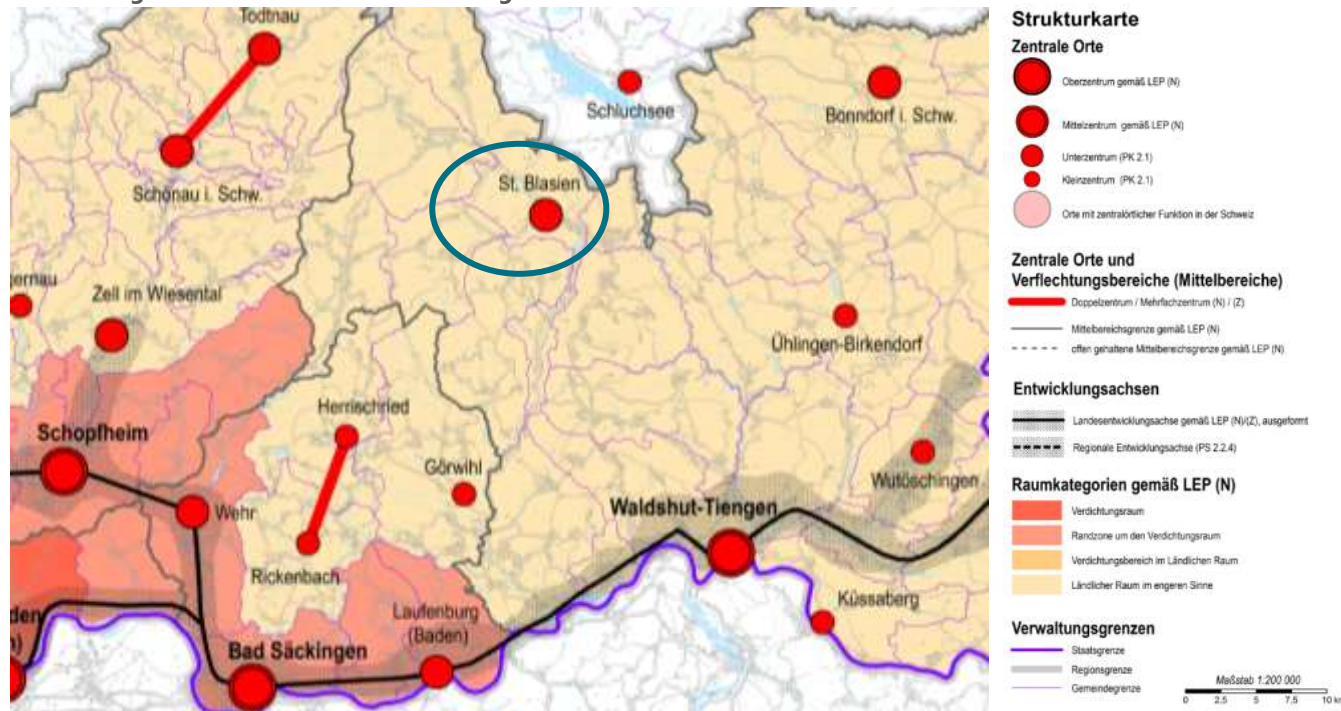 Todtnau
Schluchsee
Bonndorf i. Schw.
St. Blasien
Schönau i. Schw.
Zell im Wiesental
Ühlingen-Birkendorf
Herrischried
Schopfheim
Görwihl
Wutöschingen
Wehr
Waldshut-Tiengen
Rickenbach
Laufenburg
(Baden)
Küssaberg
Bad Säckingen
Strukturkarte
Zentrale Orte
Oberzentrum gemäß LEP (N)
Mittelzentrum gemäß LEP (N)
Unterzentrum (PK 2.1)
Kleinzentrum (PK 2.1)
Orte mit zentralörtlicher Funktion in der Schweiz
Zentrale Orte und
Verflechtungsbereiche (Mittelbereiche)
Doppelzentrum / Mehrfachzentrum (N) / (Z)
Mittelbereichsgrenze gemäß LEP (N)
offen gehaltene Mittelbereichsgrenze gemäß LEP (N)
Entwicklungsachsen
Landesentwicklungsachse gemäß LEP (N)/(Z), ausgeformt
Regionale Entwicklungsachse (PS 2.2.4)
Raumkategorien gemäß LEP (N)
Verdichtungsraum
Randzone um den Verdichtungsraum
Verdichtungsbereich im Ländlichen Raum
Ländlicher Raum im engeren Sinne
Verwaltungsgrenzen
Staatsgrenze
Regionsgrenze
Gemeindegrenze
Maßstab 1:200 000
0 2,5 5 7,5 10